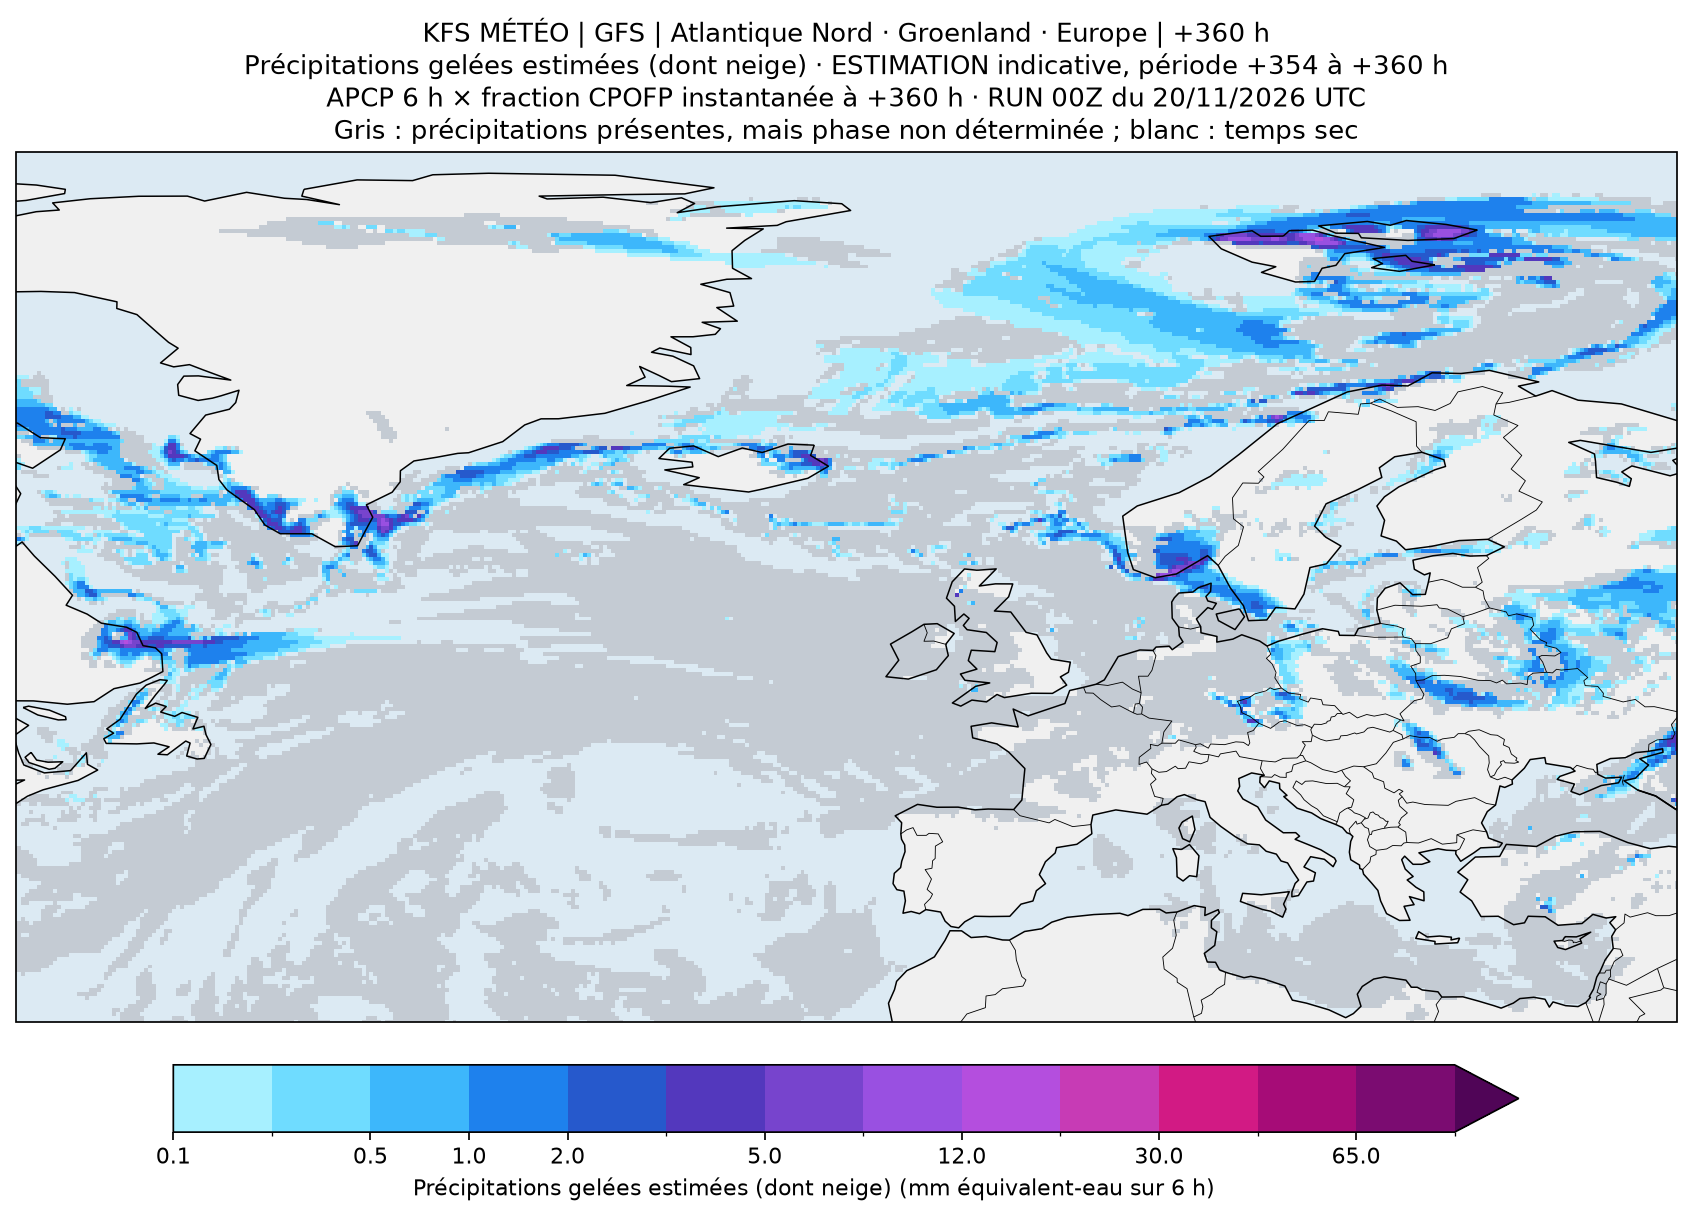 KFS MÉTÉO | GFS | Atlantique Nord · Groenland · Europe | +360 h
Précipitations gelées estimées (dont neige) · ESTIMATION indicative, période +354 à +360 h
APCP 6 h × fraction CPOFP instantanée à +360 h · RUN 00Z du 20/11/2026 UTC
Gris : précipitations présentes, mais phase non déterminée ; blanc : temps sec
0.1 0.5 1.0 2.0 5.0 12.0 30.0 65.0
Précipitations gelées estimées (dont neige) (mm équivalent-eau sur 6 h)